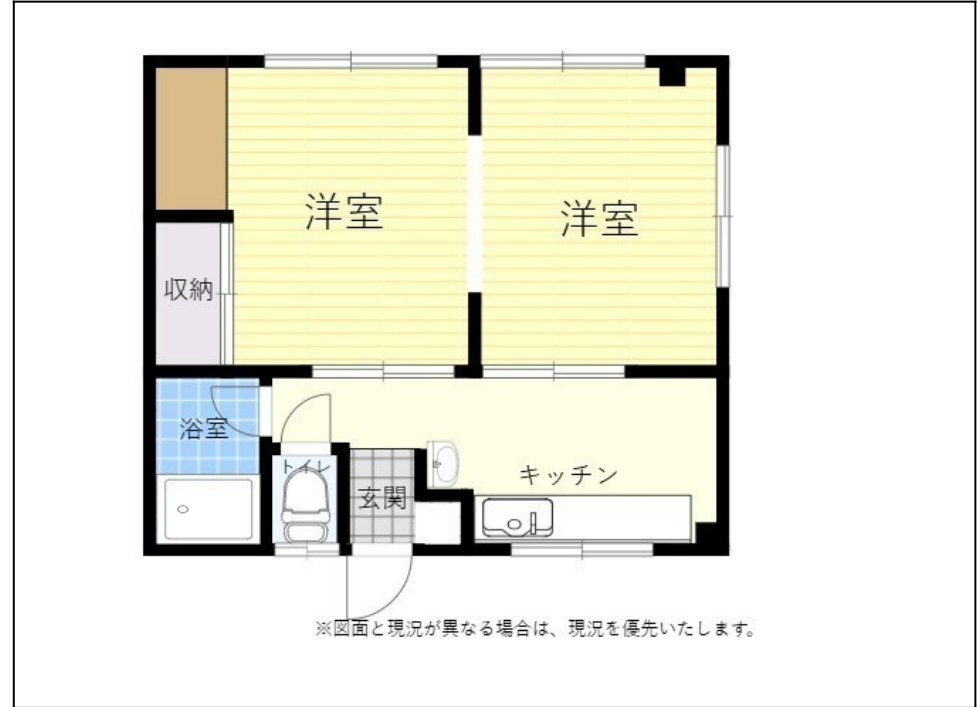 洋室
洋室
収納
浴室
トイレ
玄関
キッチン
※図面と現況が異なる場合は、現況を優先いたします。